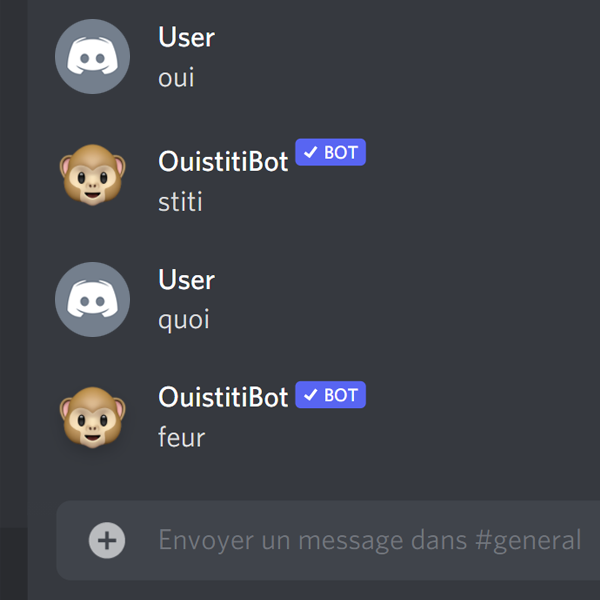 User
oui
OuistitiBot ✓ BOT
stiti
User
quoi
OuistitiBot ✓ BOT
feur
Envoyer un message dans #general